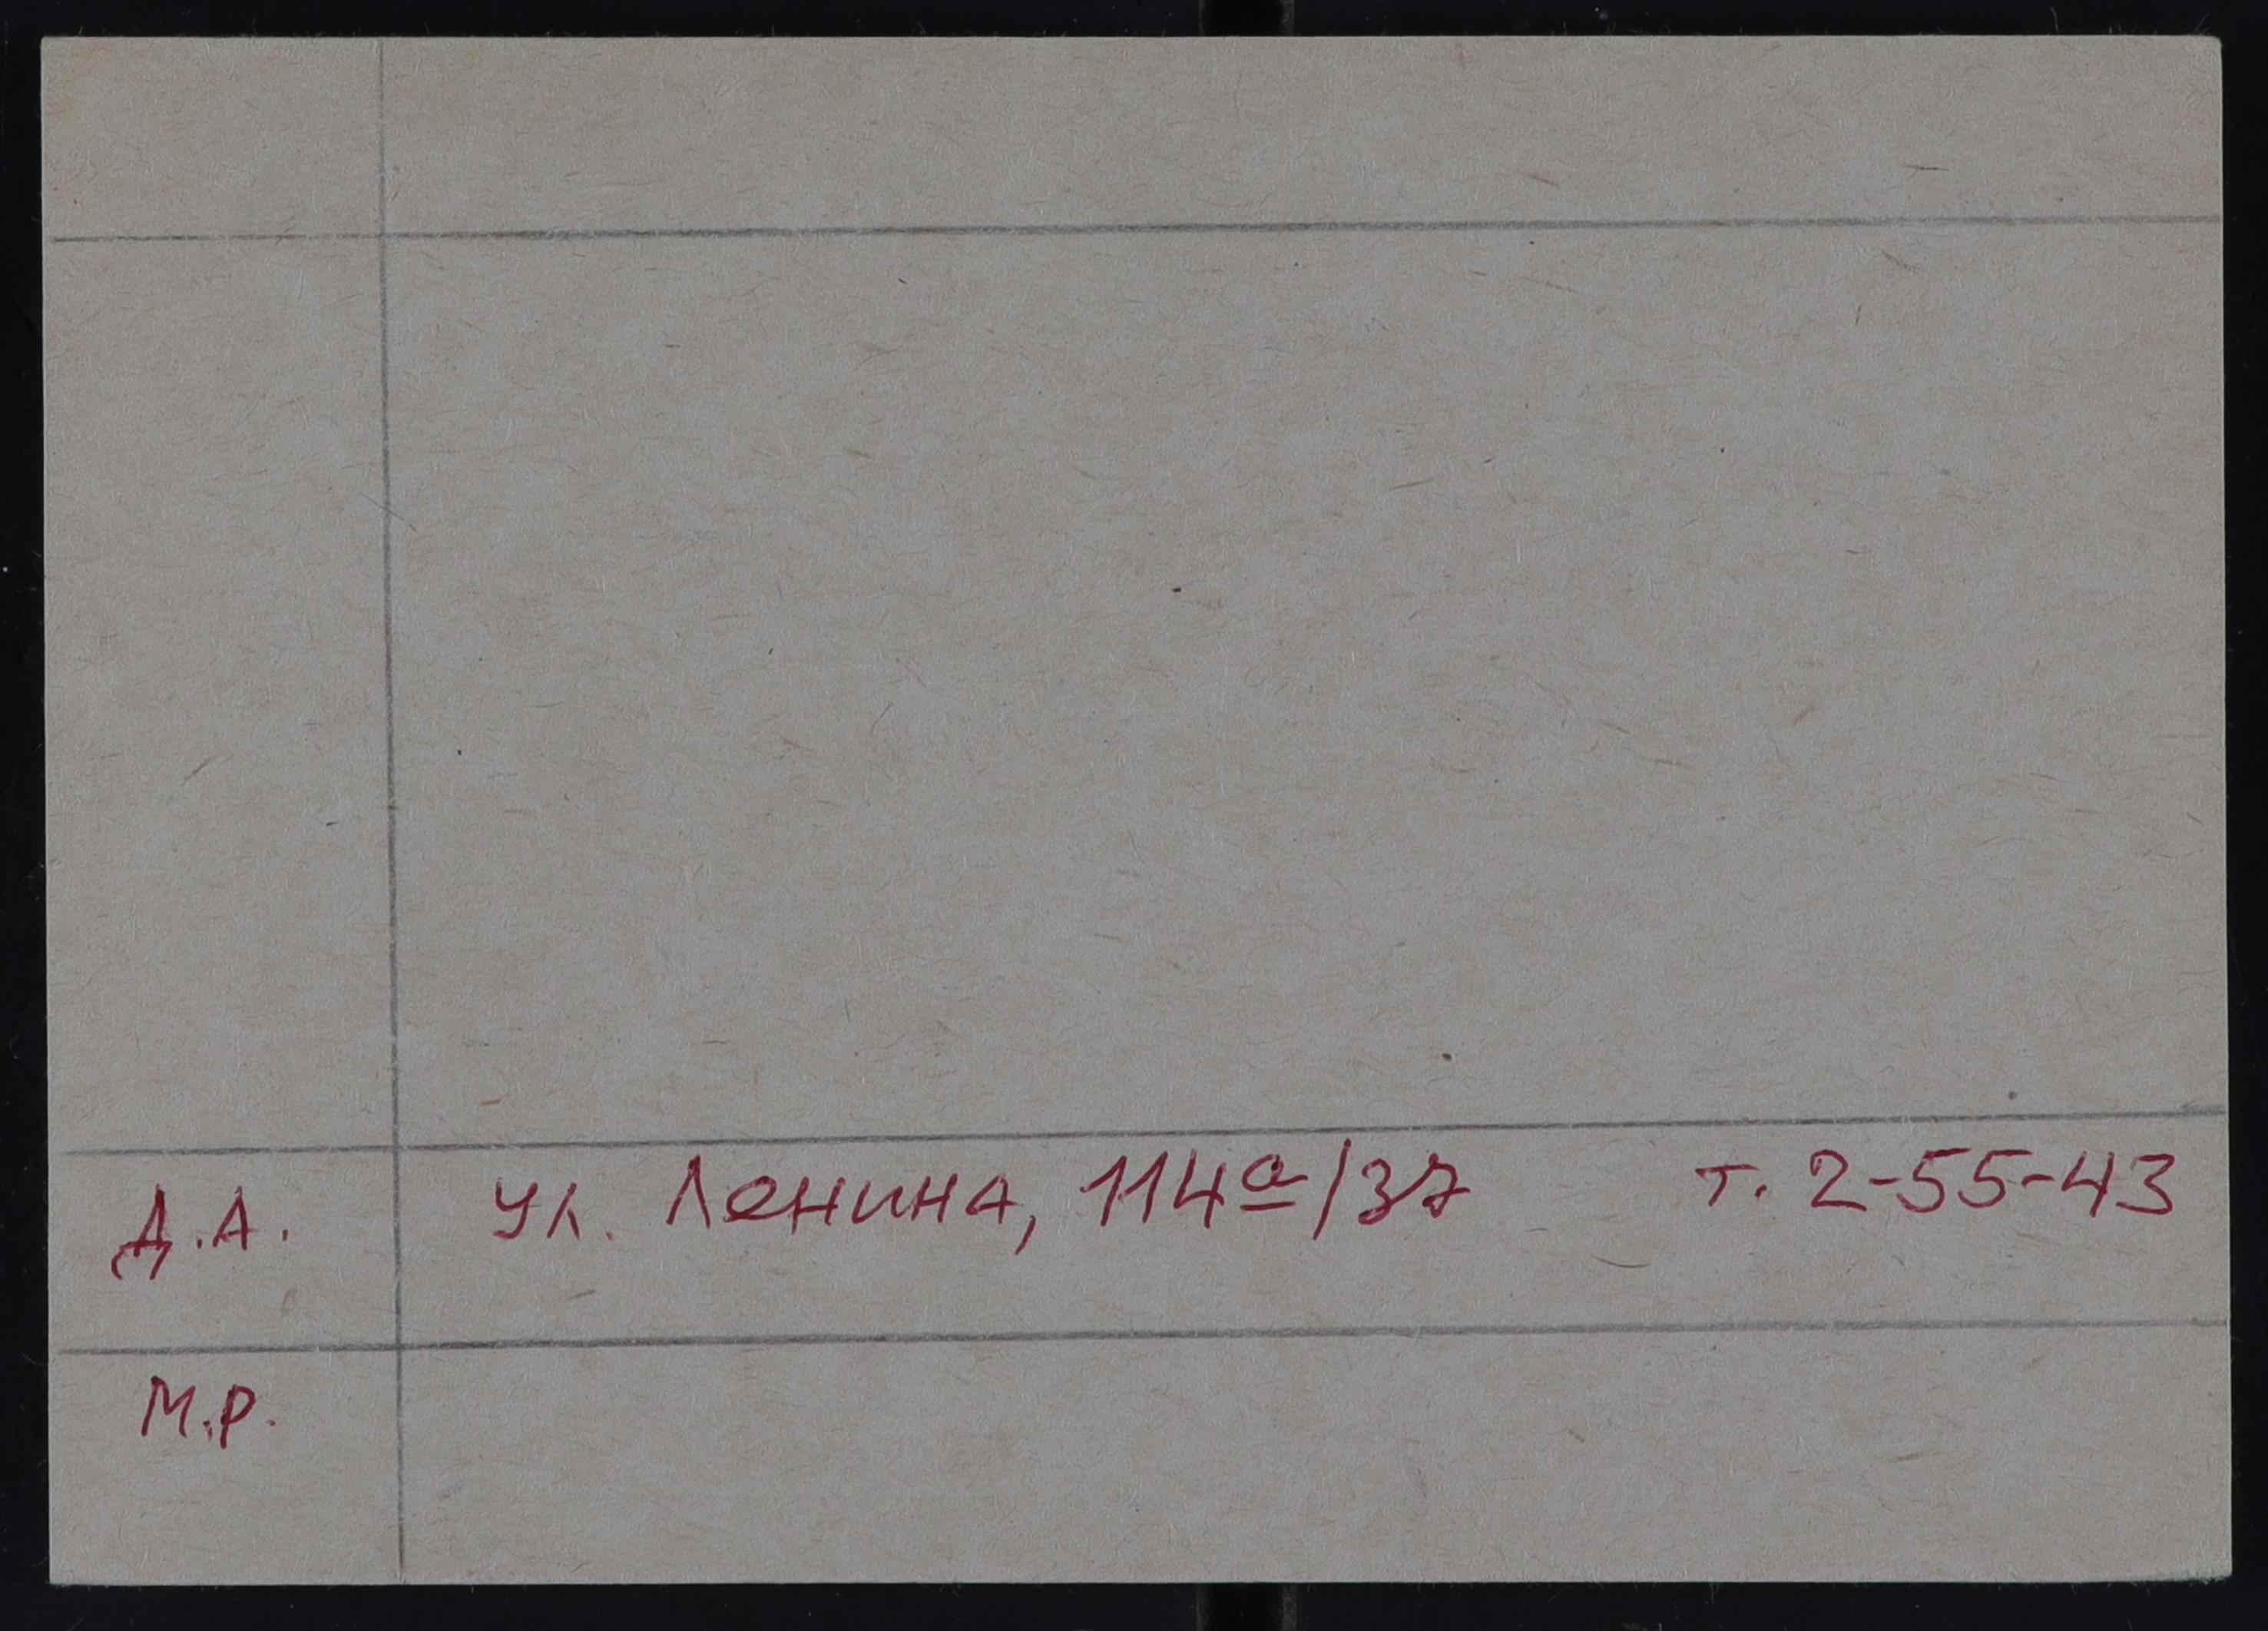 Д.А. ул. Ленина, 114а/37 т. 2-55-43
М.Р.